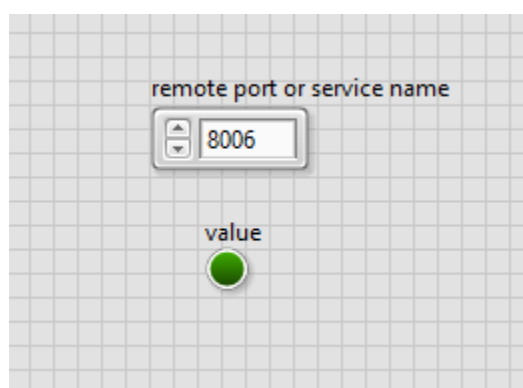 remote port or service name
8006
value